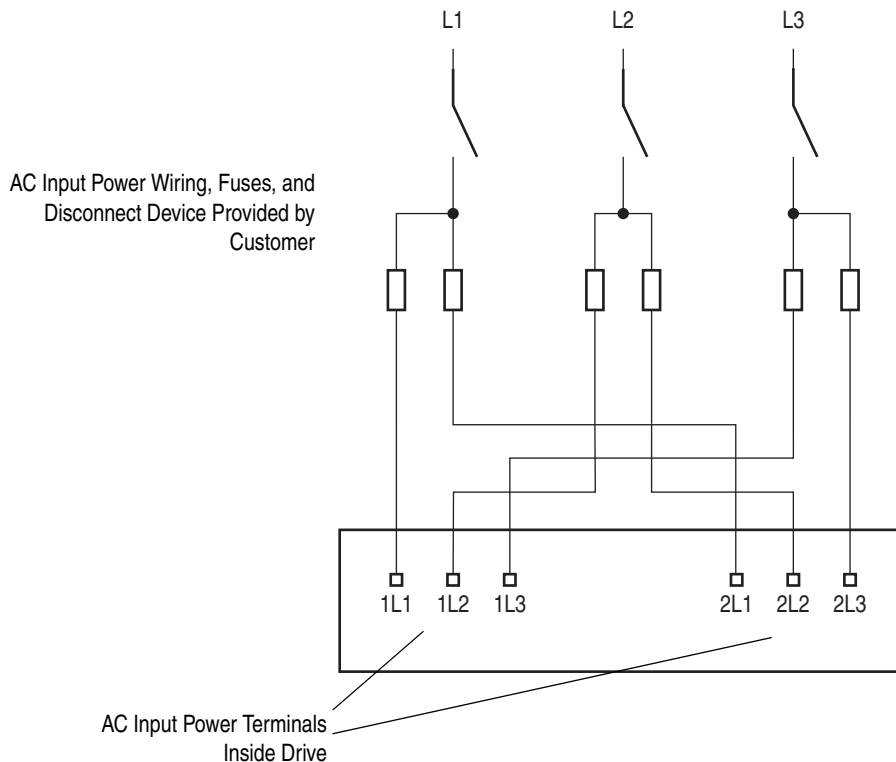 L1 L2 L3
AC Input Power Wiring, Fuses, and
Disconnect Device Provided by
Customer
1L1 1L2 1L3 2L1 2L2 2L3
AC Input Power Terminals
Inside Drive